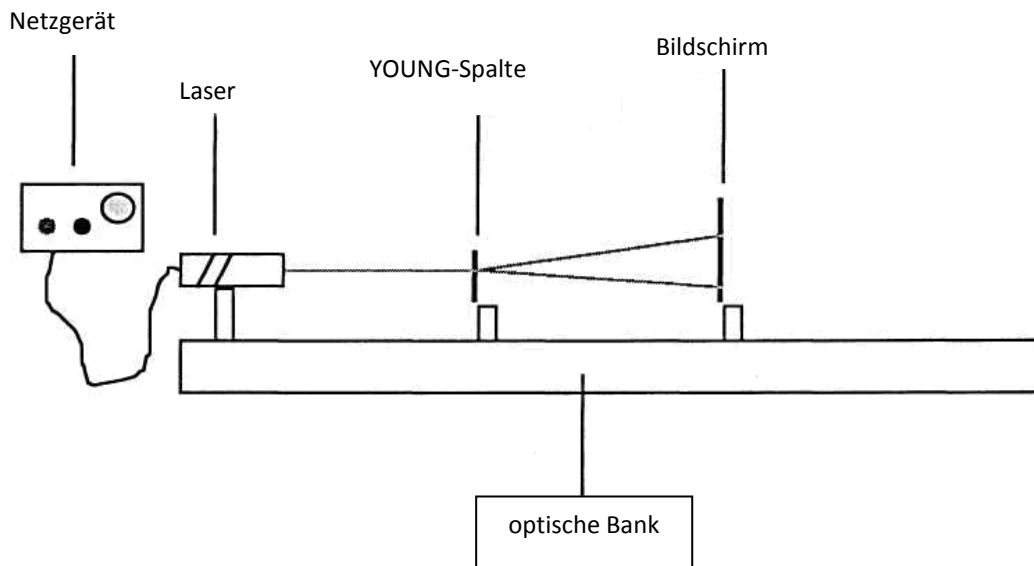 Netzgerät
Bildschirm
YOUNG-Spalte
Laser
optische Bank